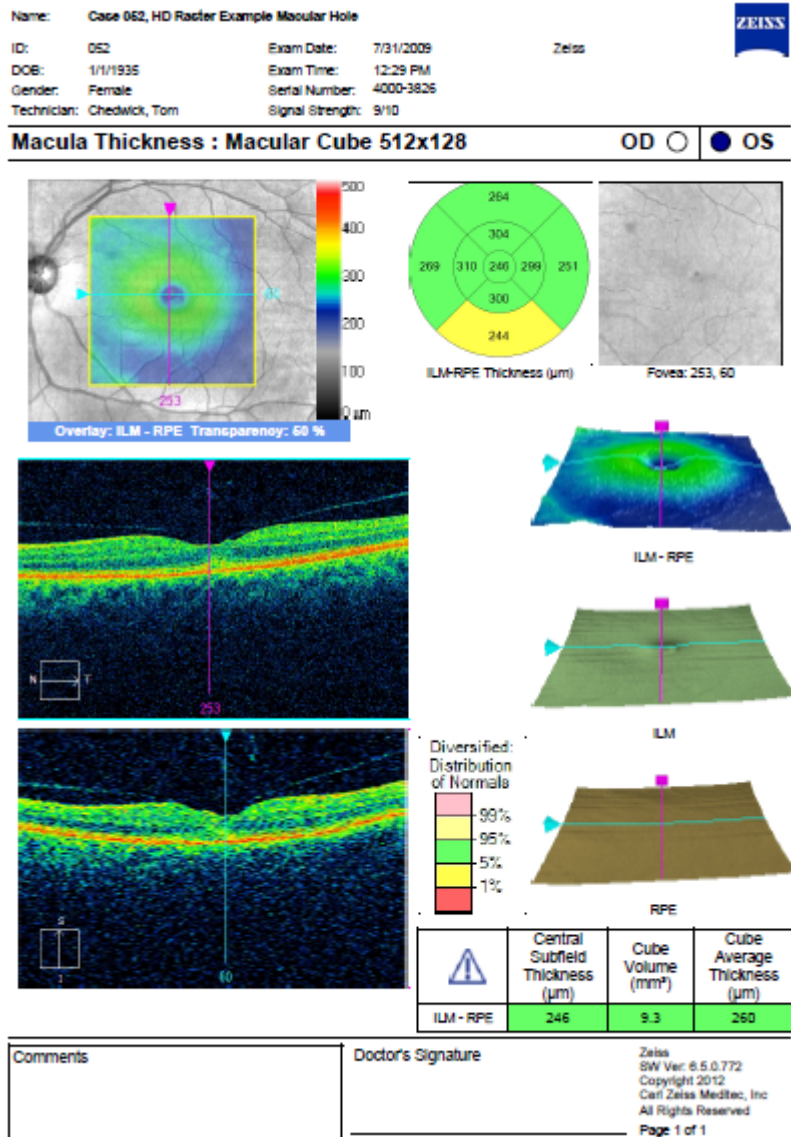 Name: Case 052, HD Raster Example Macular Hole
ZEISS
ID: 052 Exam Date: 7/31/2009 Zeiss
DOB: 1/1/1935 Exam Time: 12:29 PM
Gender: Female Serial Number: 4000-3826
Technician: Chedwick, Tom Signal Strength: 9/10
Macula Thickness : Macular Cube 512x128 OD OS
500
400
300
200
100
0 µm
253
Overlay: ILM - RPE Transparency: 50 %
264
304
269 310 246 299 251
300
244
ILM-RPE Thickness (µm)
Fovea: 253, 60
ILM - RPE
N T
253
ILM
Diversified:
Distribution
of Normals
99%
95%
5%
1%
S
I
60
RPE
Central Subfield Thickness (µm)
Cube Volume (mm³)
Cube Average Thickness (µm)
ILM - RPE 246 9.3 260
Comments
Doctor's Signature
Zeiss
SW Ver: 6.5.0.772
Copyright 2012
Carl Zeiss Meditec, Inc
All Rights Reserved
Page 1 of 1